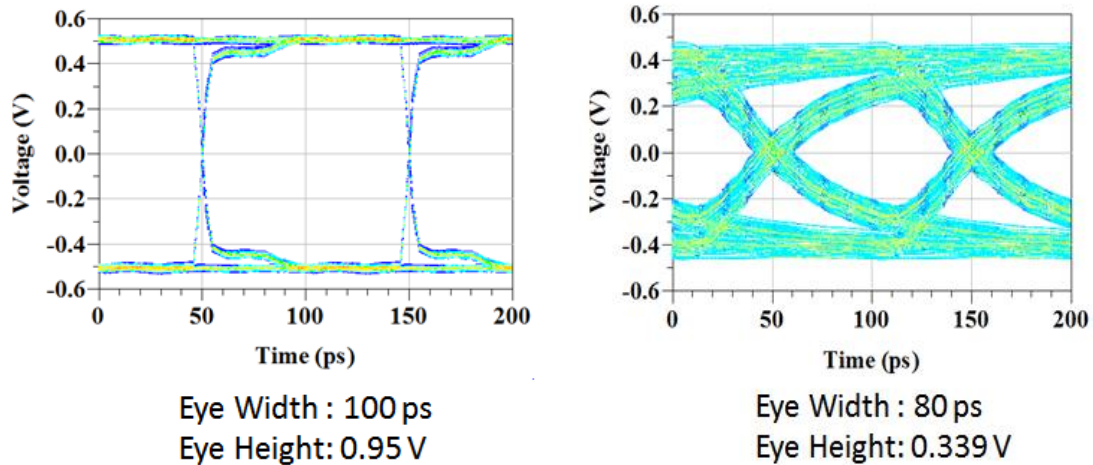 0.6
0.4
0.2
0.0
-0.2
-0.4
-0.6
Voltage (V)
0 50 100 150 200
Time (ps)
Eye Width : 100 ps
Eye Height: 0.95 V
0.6
0.4
0.2
0.0
-0.2
-0.4
-0.6
Voltage (V)
0 50 100 150 200
Time (ps)
Eye Width : 80 ps
Eye Height: 0.339 V